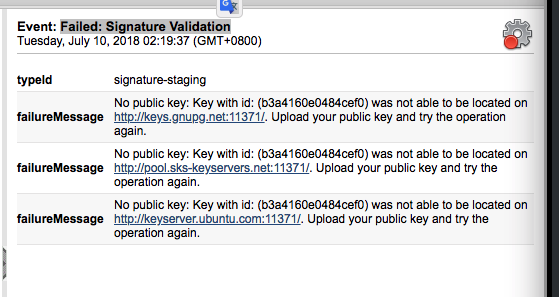 Event: Failed: Signature Validation
Tuesday, July 10, 2018 02:19:37 (GMT+0800)
typeId signature-staging
failureMessage No public key: Key with id: (b3a4160e0484cef0) was not able to be located on
http://keys.gnupg.net:11371/. Upload your public key and try the operation
again.
failureMessage No public key: Key with id: (b3a4160e0484cef0) was not able to be located on
http://pool.sks-keyservers.net:11371/. Upload your public key and try the
operation again.
failureMessage No public key: Key with id: (b3a4160e0484cef0) was not able to be located on
http://keyserver.ubuntu.com:11371/. Upload your public key and try the
operation again.